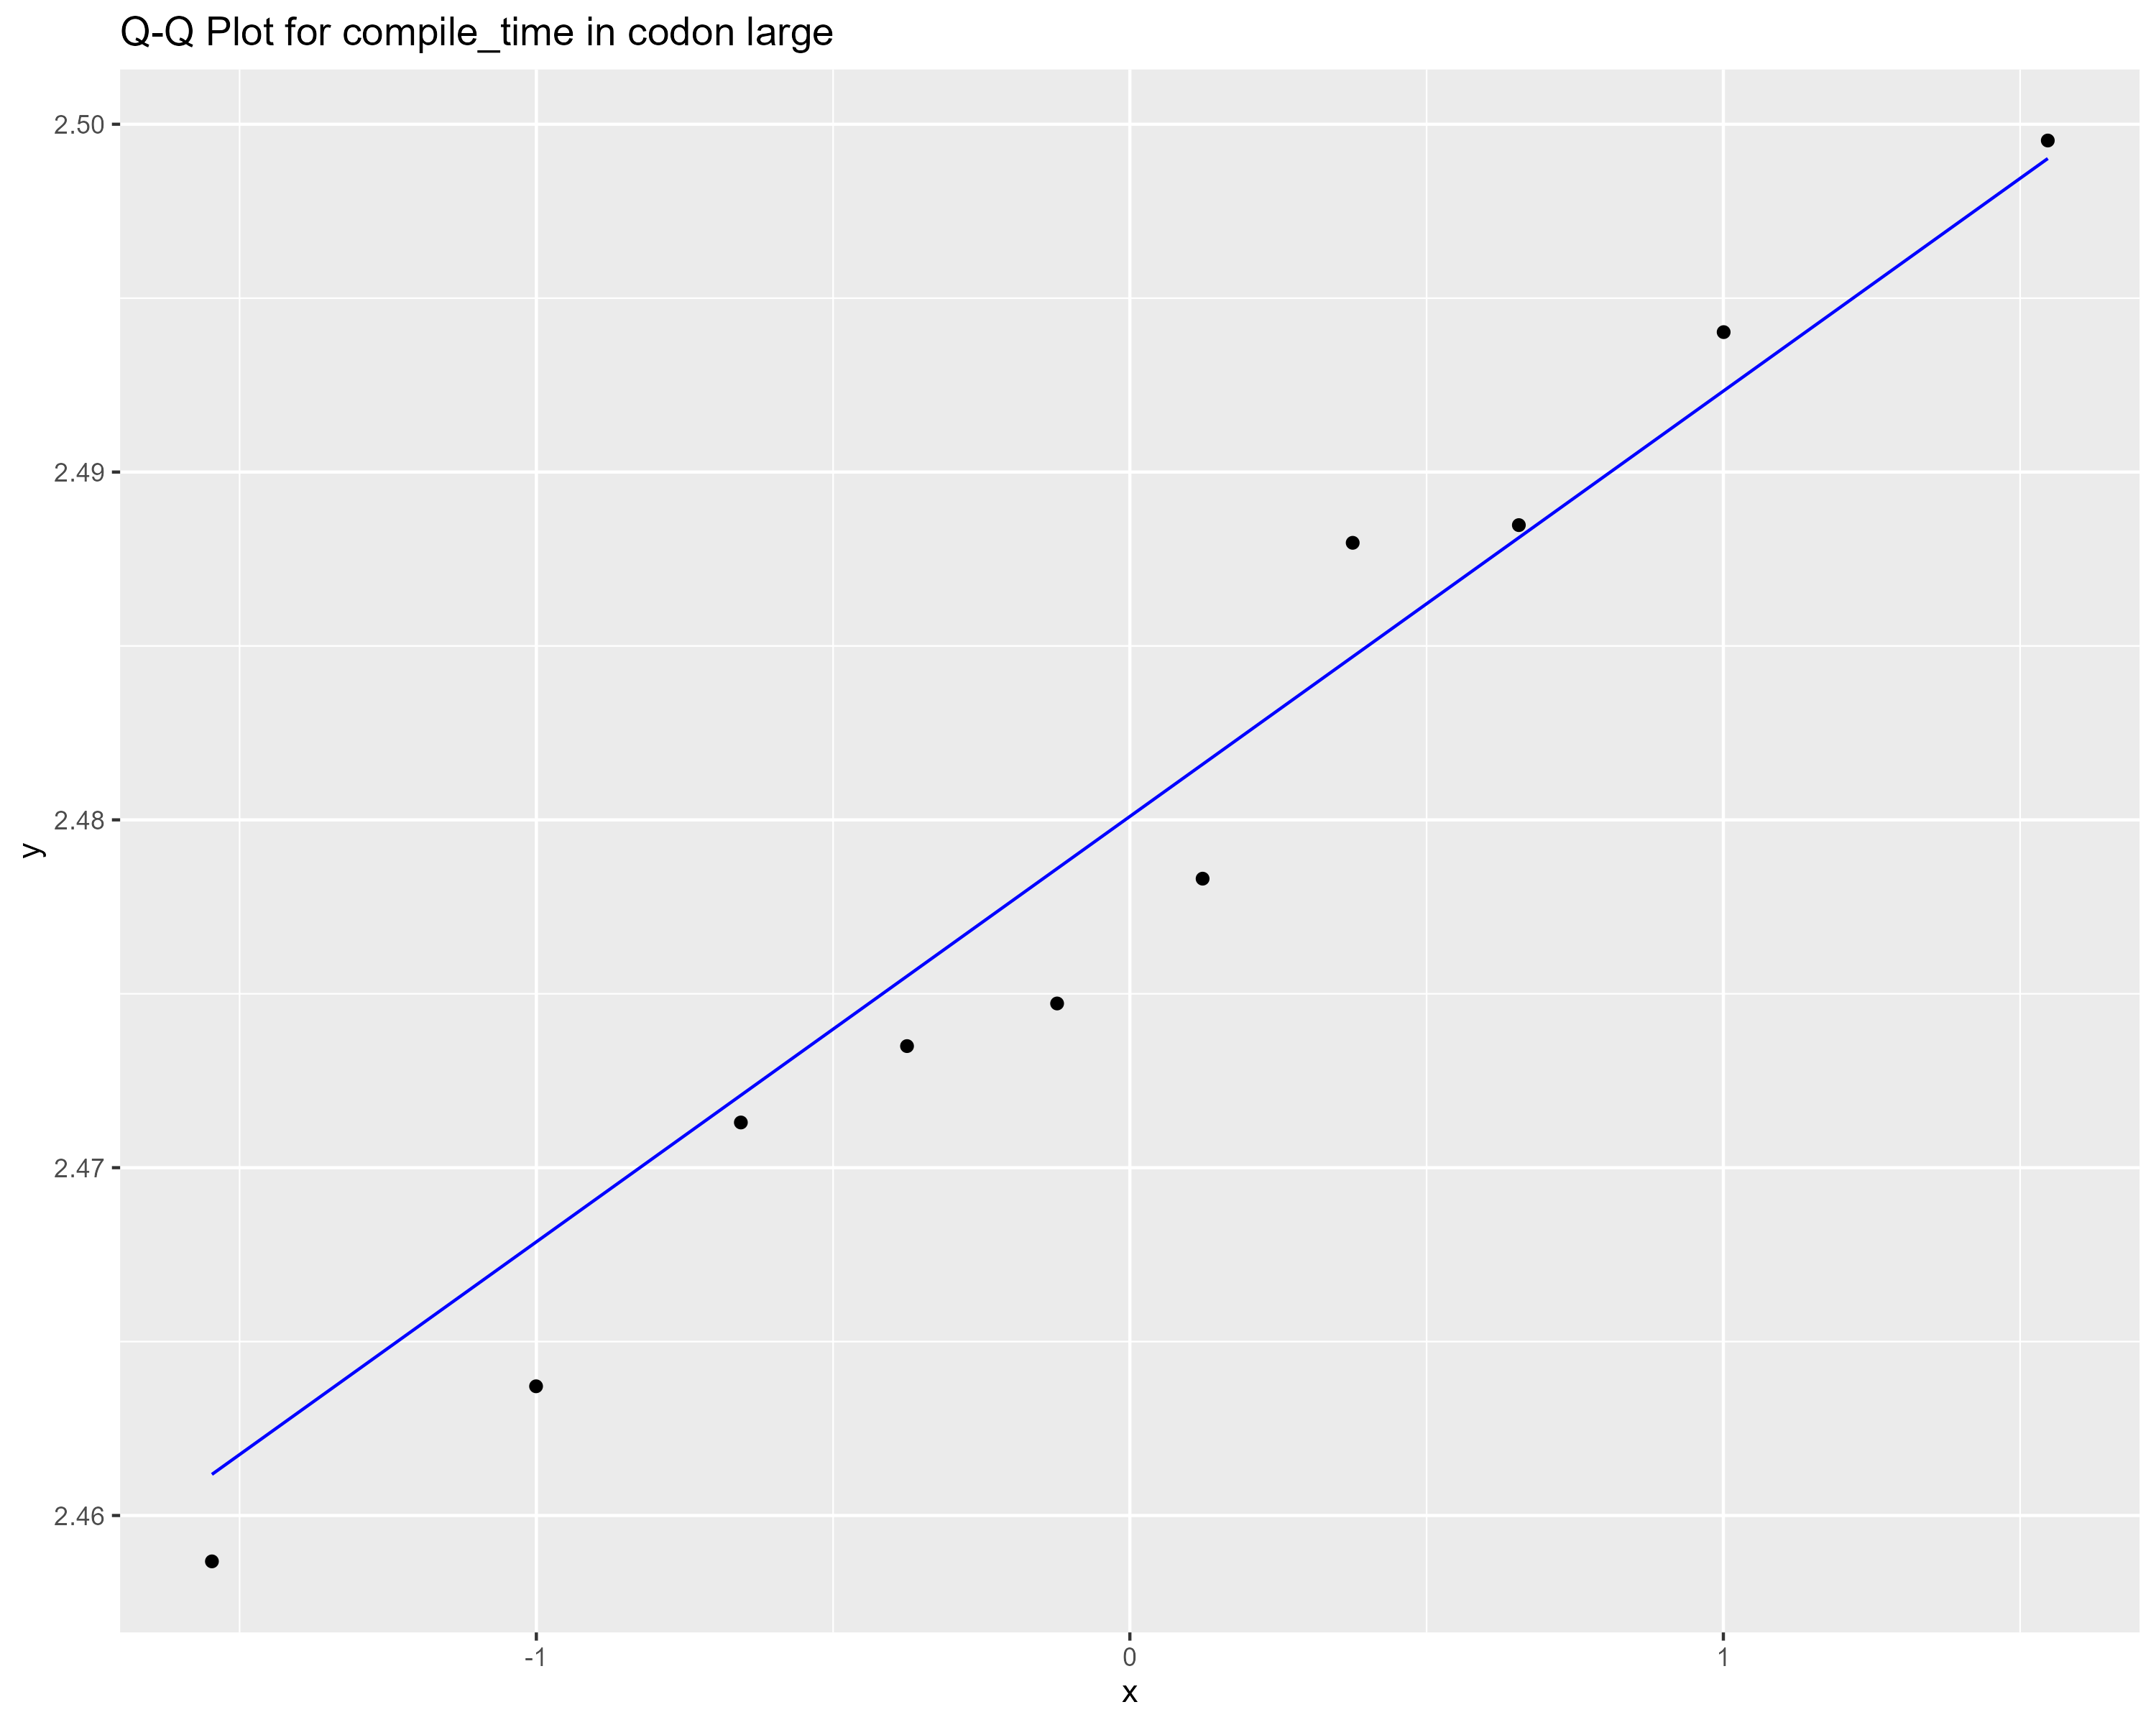 Q-Q Plot for compile_time in codon large
2.50
2.49
2.48
2.47
2.46
y
-1
0
1
x